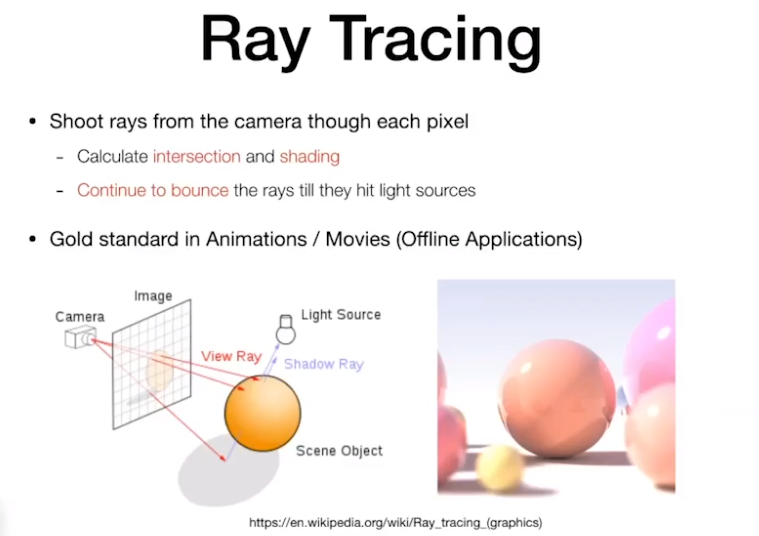 Ray Tracing
• Shoot rays from the camera though each pixel
- Calculate intersection and shading
- Continue to bounce the rays till they hit light sources
• Gold standard in Animations / Movies (Offline Applications)
Image
Camera
Light Source
View Ray
Shadow Ray
Scene Object
https://en.wikipedia.org/wiki/Ray_tracing_(graphics)